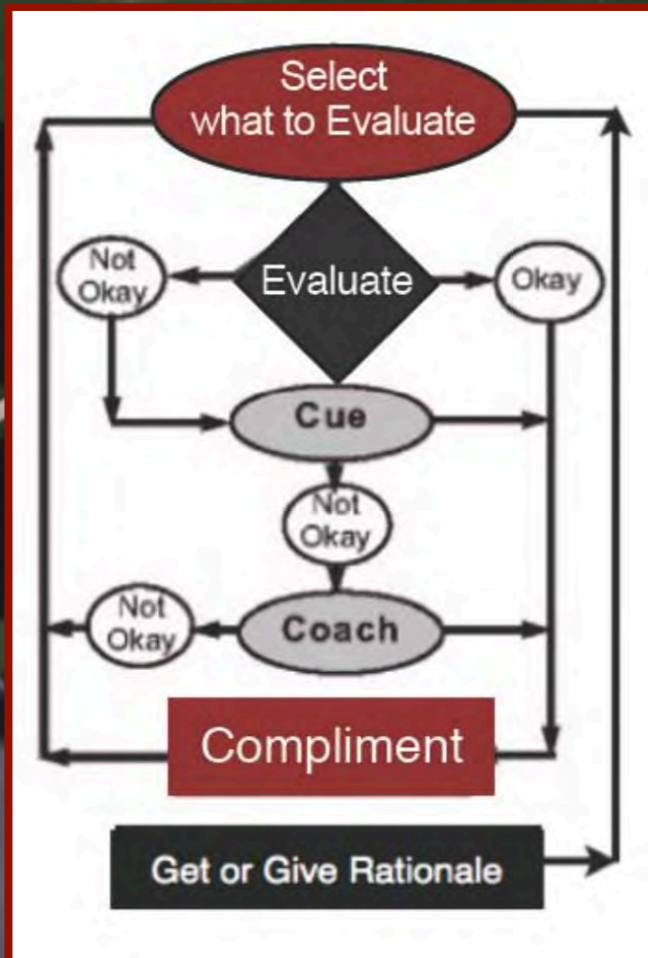 Select
what to Evaluate
Not
Okay
Evaluate
Okay
Cue
Not
Okay
Not
Okay
Coach
Compliment
Get or Give Rationale